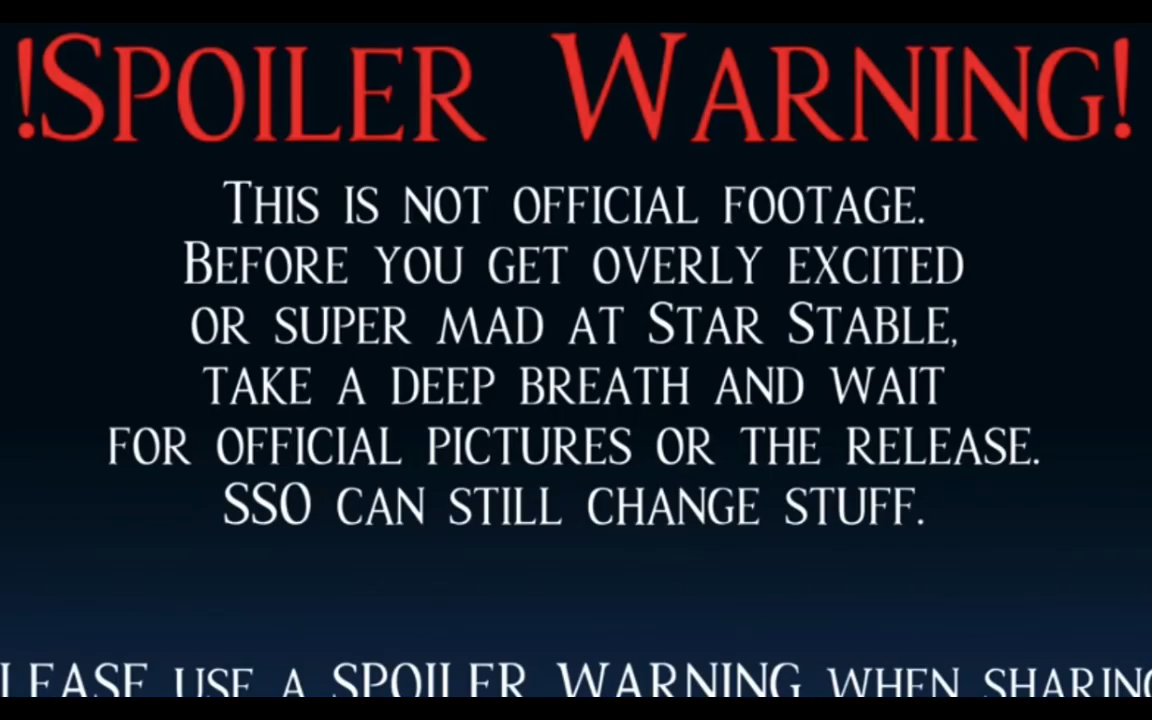 !Spoiler Warning!
This is not official footage.
Before you get overly excited
or super mad at Star Stable,
take a deep breath and wait
for official pictures or the release.
SSO can still change stuff.
use a SPOILER WARNING when